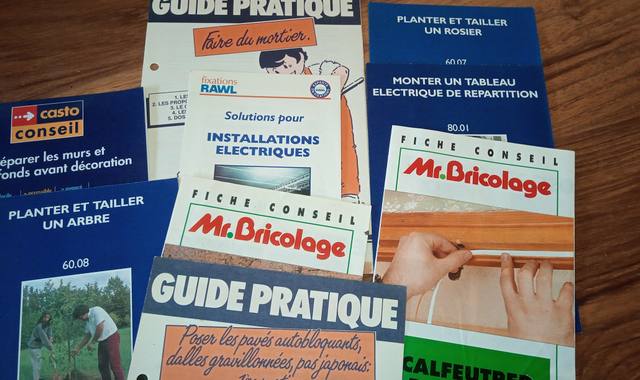 GUIDE PRATIQUE
Faire du mortier.
PLANTER ET TAILLER
UN ROSIER
60.07
MONTER UN TABLEAU
ELECTRIQUE DE REPARTITION
80.01
fixations
RAWL
Solutions pour
INSTALLATIONS
ELECTRIQUES
casto
conseil
éparer les murs et
fonds avant décoration
PLANTER ET TAILLER
UN ARBRE
60.08
FICHE CONSEIL
Mr.Bricolage
FICHE CONSEIL
Mr.Bricolage
GUIDE PRATIQUE
Poser les pavés autobloquants,
dalles gravillonnées, pas japonais: